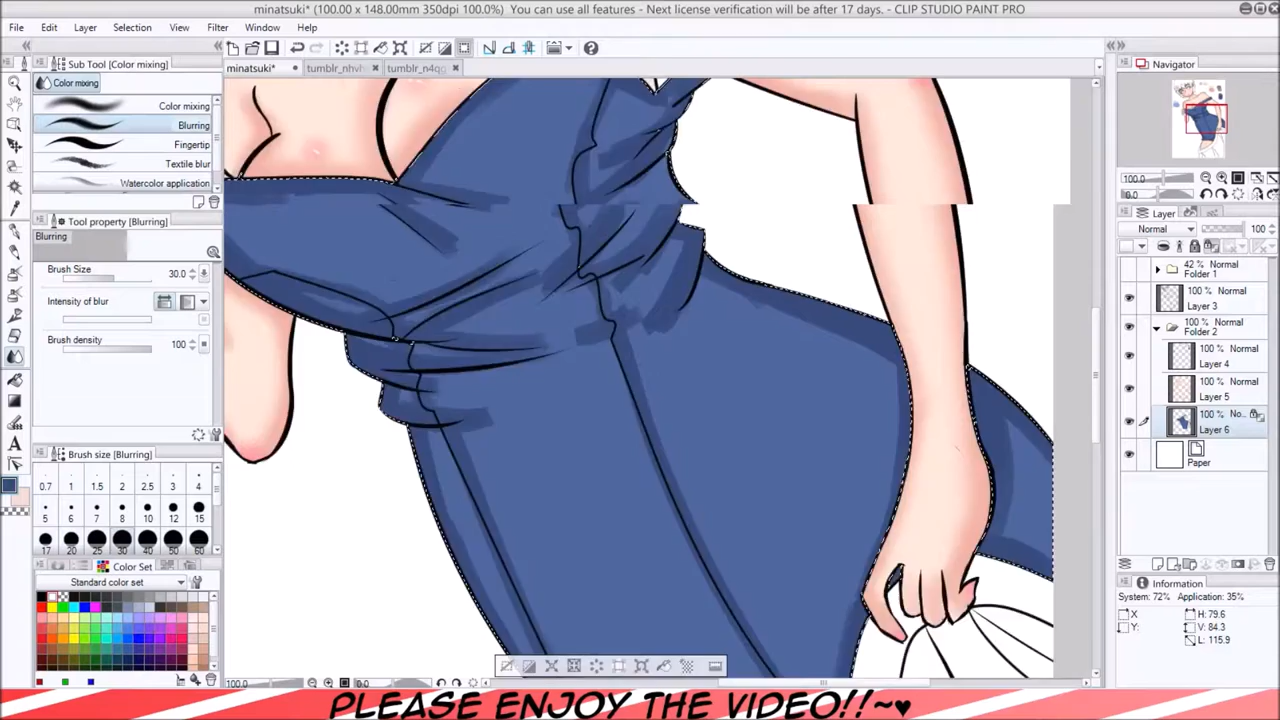 minatsuki* (100.00 x 148.00mm 350dpi 100.0%) You can use all features - Next license verification will be after 17 days. - CLIP STUDIO PAINT PRO
File Edit Layer Selection View Filter Window Help
Sub Tool [Color mixing]
minatsuki*
tumblr_nhvh
tumblr_n4qc
Color mixing
Color mixing
Blurring
Fingertip
Textile blur
Watercolor application
Tool property [Blurring]
Blurring
Brush Size 30.0
Intensity of blur
Brush density 100
Brush size [Blurring]
0.7 1 1.5 2 2.5 3 4
5 6 7 8 10 12 15
17 20 25 30 40 50 60
Color Set
Standard color set
100.0
0.0
Navigator
100.0
0.0
Layer
Normal 100
42 % Normal
Folder 1
100 % Normal
Layer 3
100 % Normal
Folder 2
100 % Normal
Layer 4
100 % Normal
Layer 5
100 % No...
Layer 6
Paper
Information
System: 72% Application: 35%
X H: 79.6
Y: V: 84.3
L: 115.9
PLEASE ENJOY THE VIDEO!!~♥